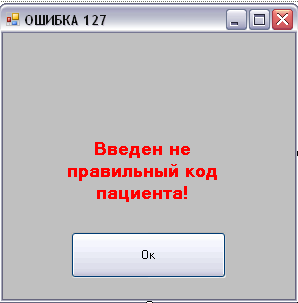 ОШИБКА 127
Введен не
правильный код
пациента!
Ок